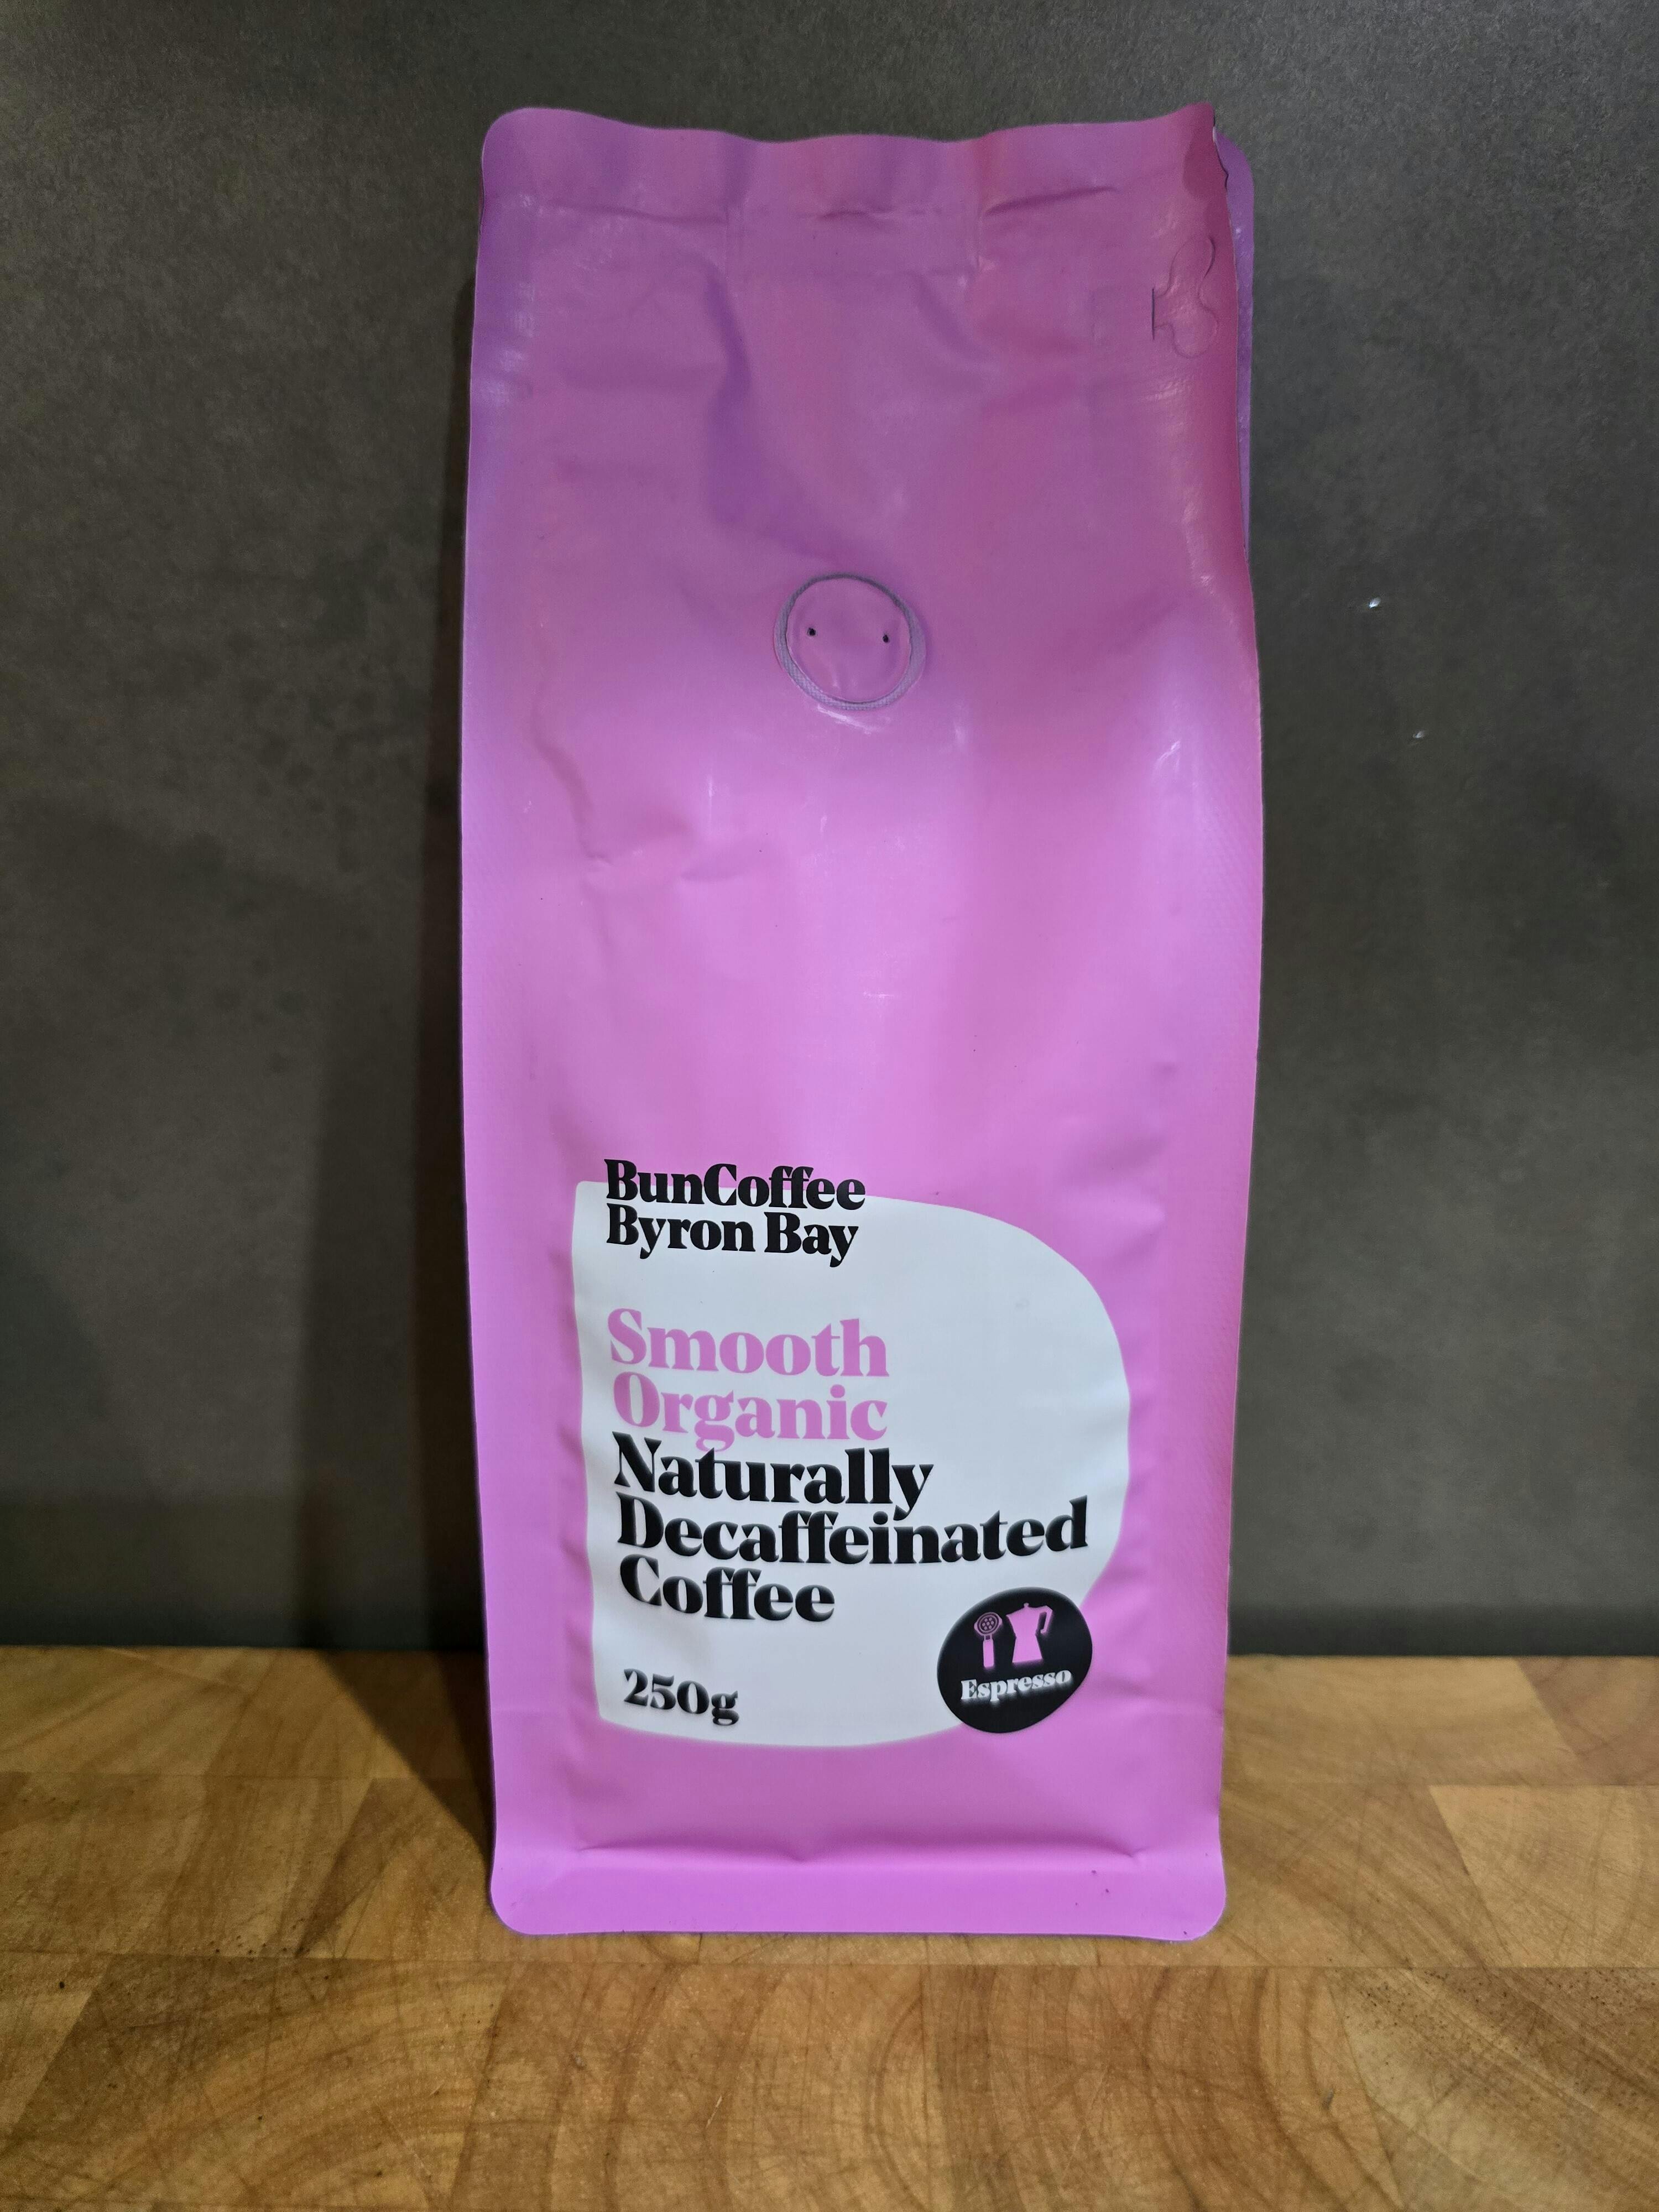 BunCoffee
Byron Bay
Smooth
Organic
Naturally
Decaffeinated
Coffee
250g
Espresso